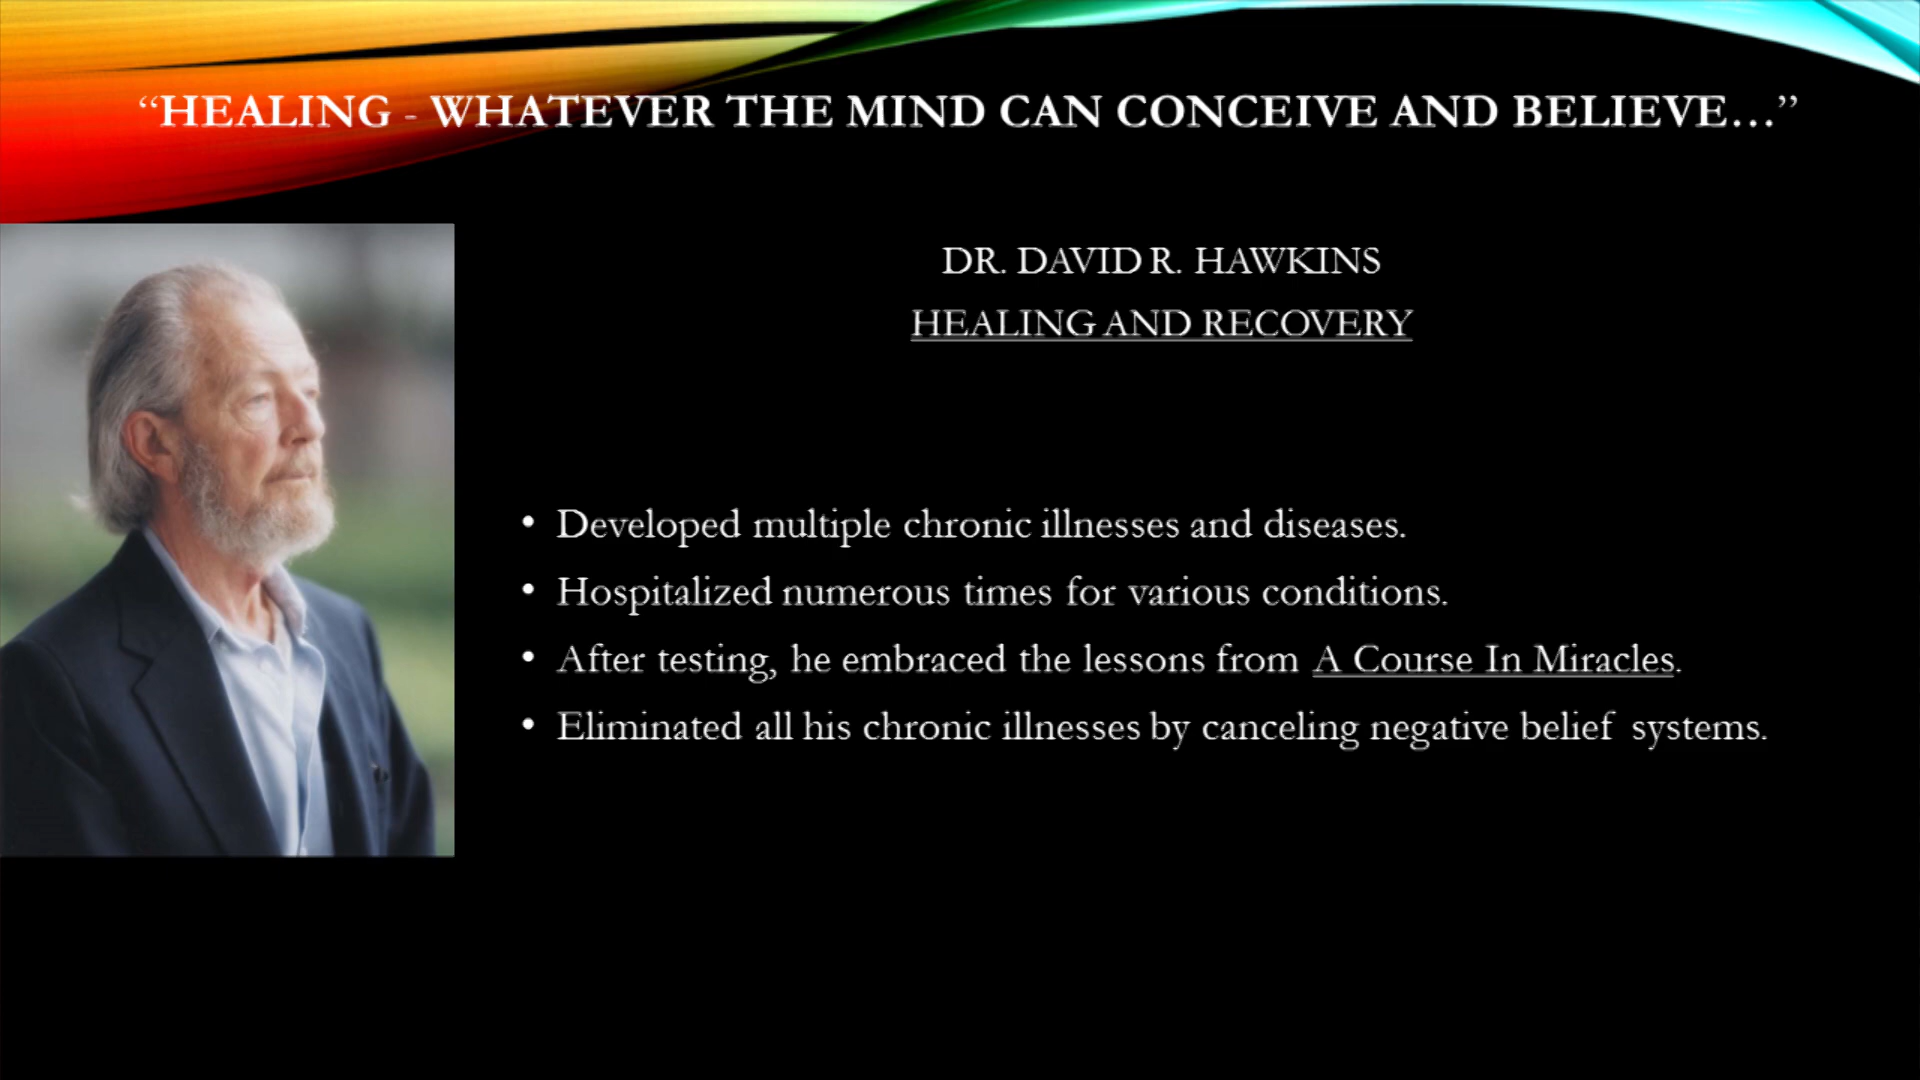 “HEALING - WHATEVER THE MIND CAN CONCEIVE AND BELIEVE…”
DR. DAVID R. HAWKINS
HEALING AND RECOVERY
• Developed multiple chronic illnesses and diseases.
• Hospitalized numerous times for various conditions.
• After testing, he embraced the lessons from A Course In Miracles.
• Eliminated all his chronic illnesses by canceling negative belief systems.